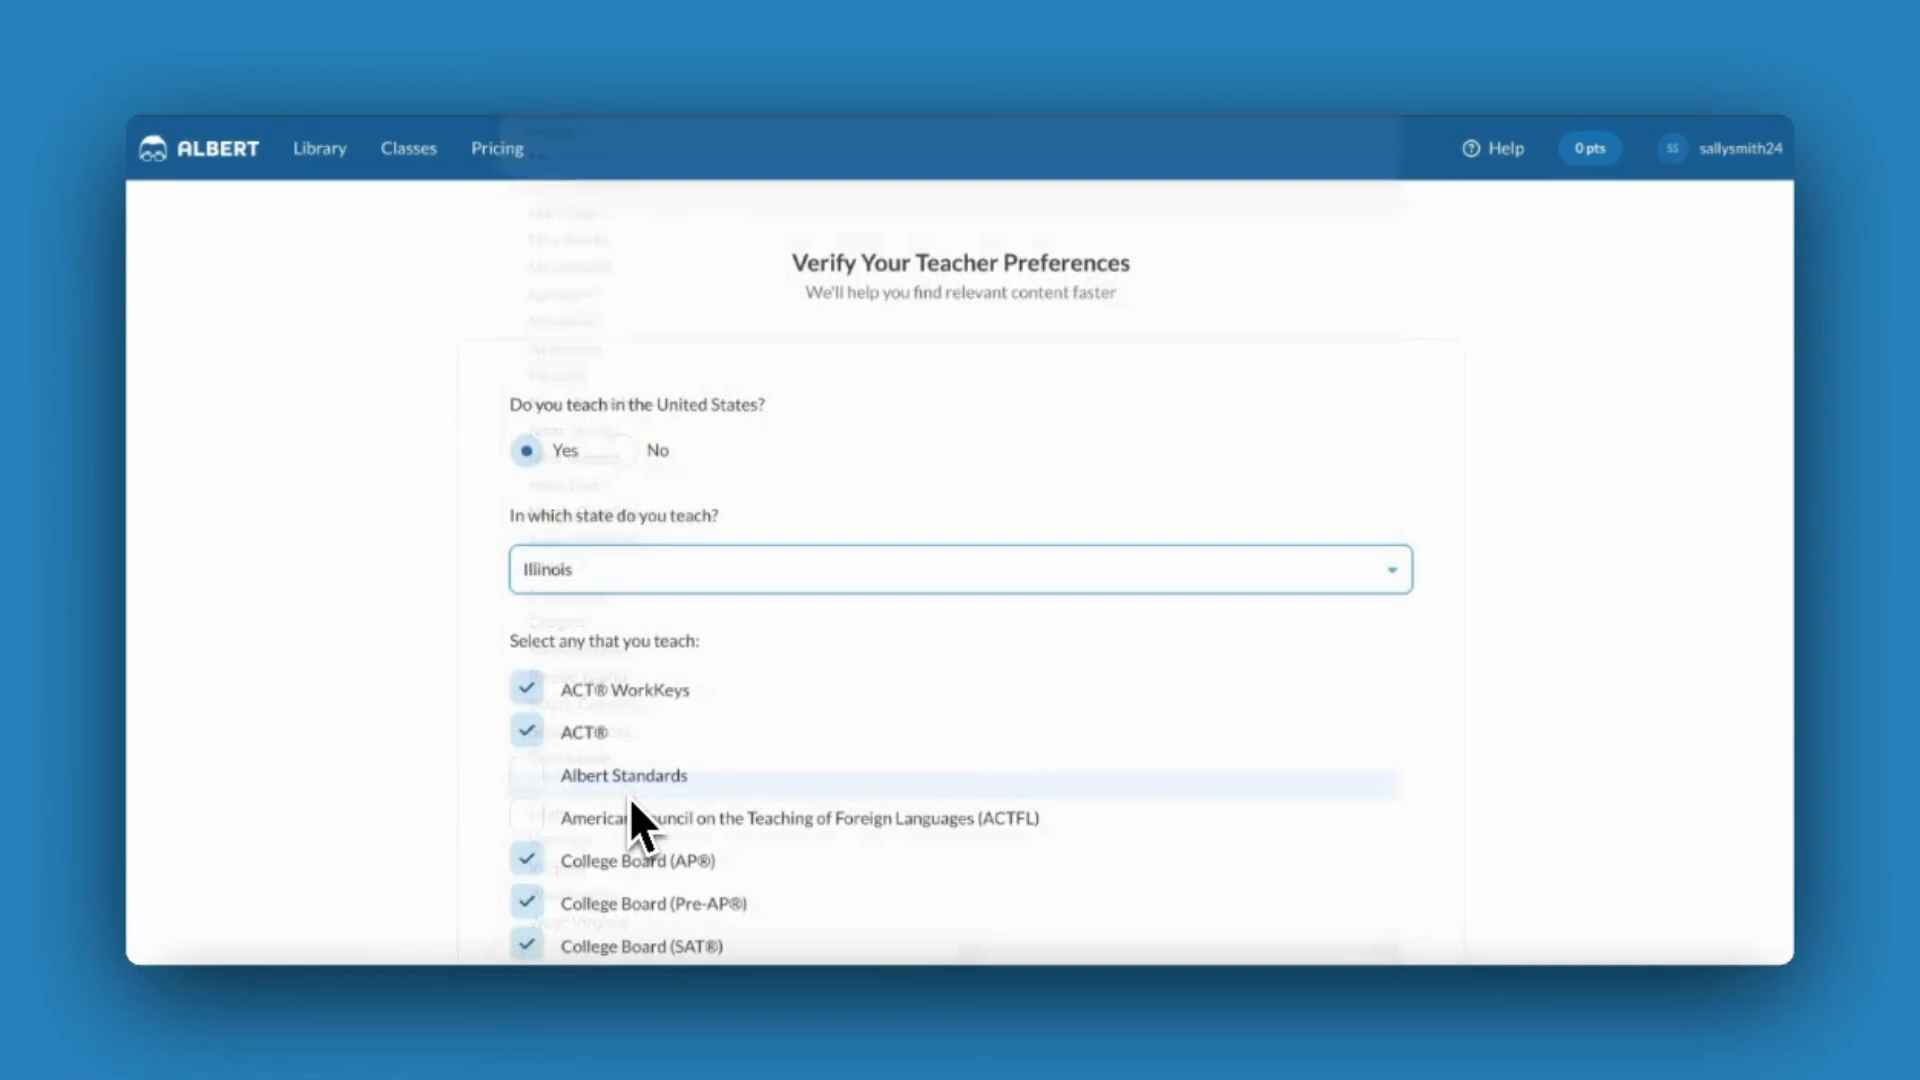 ALBERT
Library
Classes
Pricing
Help
0 pts
SS
sallysmith24
Verify Your Teacher Preferences
We'll help you find relevant content faster
Do you teach in the United States?
Yes
No
In which state do you teach?
Illinois
Select any that you teach:
ACT® WorkKeys
ACT®
Albert Standards
American Council on the Teaching of Foreign Languages (ACTFL)
College Board (AP®)
College Board (Pre-AP®)
College Board (SAT®)